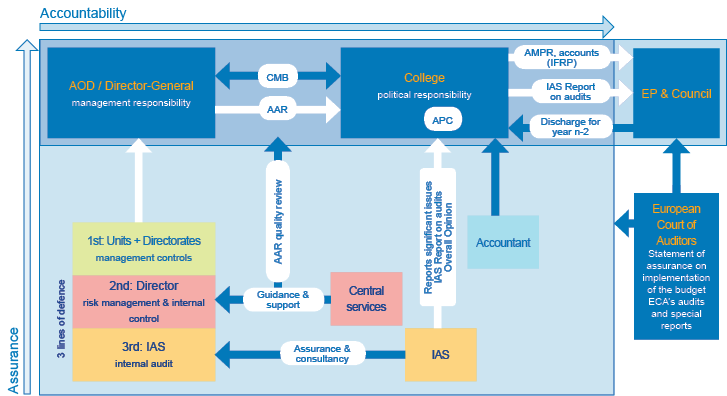 Accountability
AOD / Director-General
management responsibility
CMB
AAR
College
political responsibility
APC
AMPR, accounts
(IFRP)
IAS Report
on audits
Discharge for
year n-2
EP & Council
AAR quality review
Reports significant issues
IAS Report on audits
Overall Opinion
Accountant
European
Court of
Auditors
Statement of
assurance on
implementation
of the budget
ECA's audits
and special
reports
1st: Units + Directorates
management controls
2nd: Director
risk management & internal
control
3rd: IAS
internal audit
3 lines of defence
Guidance &
support
Central
services
Assurance &
consultancy
IAS
Assurance